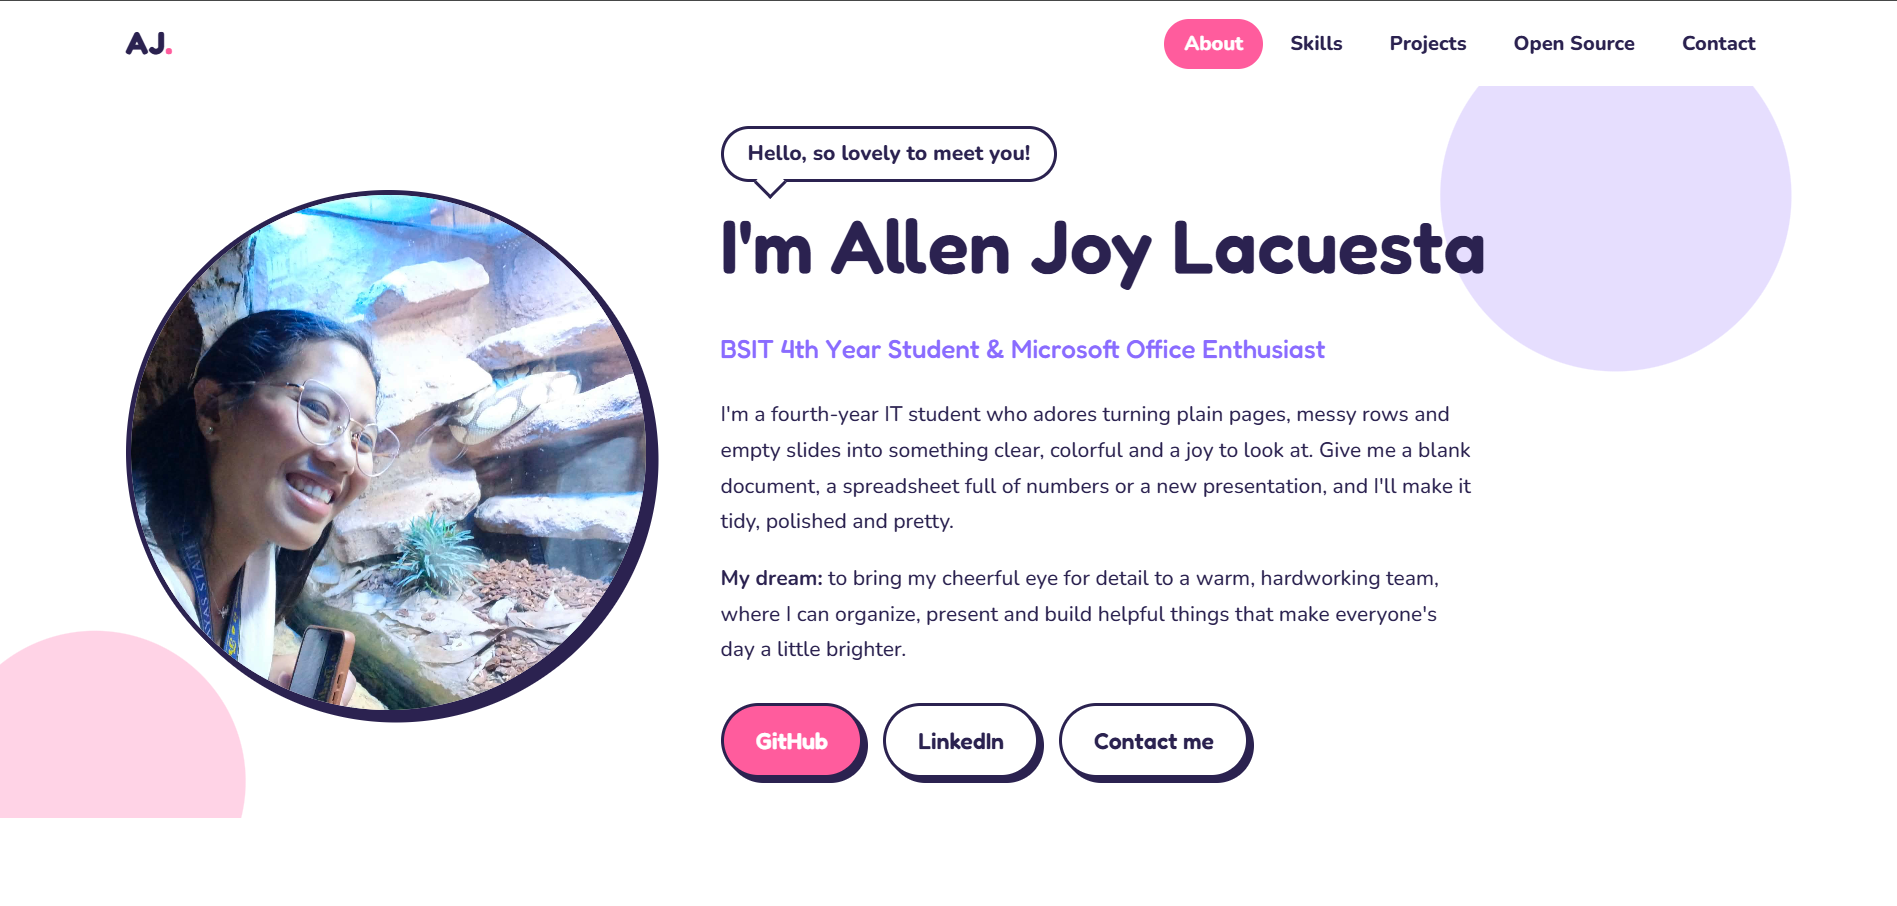 AJ.
About
Skills
Projects
Open Source
Contact
Hello, so lovely to meet you!
I'm Allen Joy Lacuesta
BSIT 4th Year Student & Microsoft Office Enthusiast
I'm a fourth-year IT student who adores turning plain pages, messy rows and
empty slides into something clear, colorful and a joy to look at. Give me a blank
document, a spreadsheet full of numbers or a new presentation, and I'll make it
tidy, polished and pretty.
My dream: to bring my cheerful eye for detail to a warm, hardworking team,
where I can organize, present and build helpful things that make everyone's
day a little brighter.
GitHub
LinkedIn
Contact me